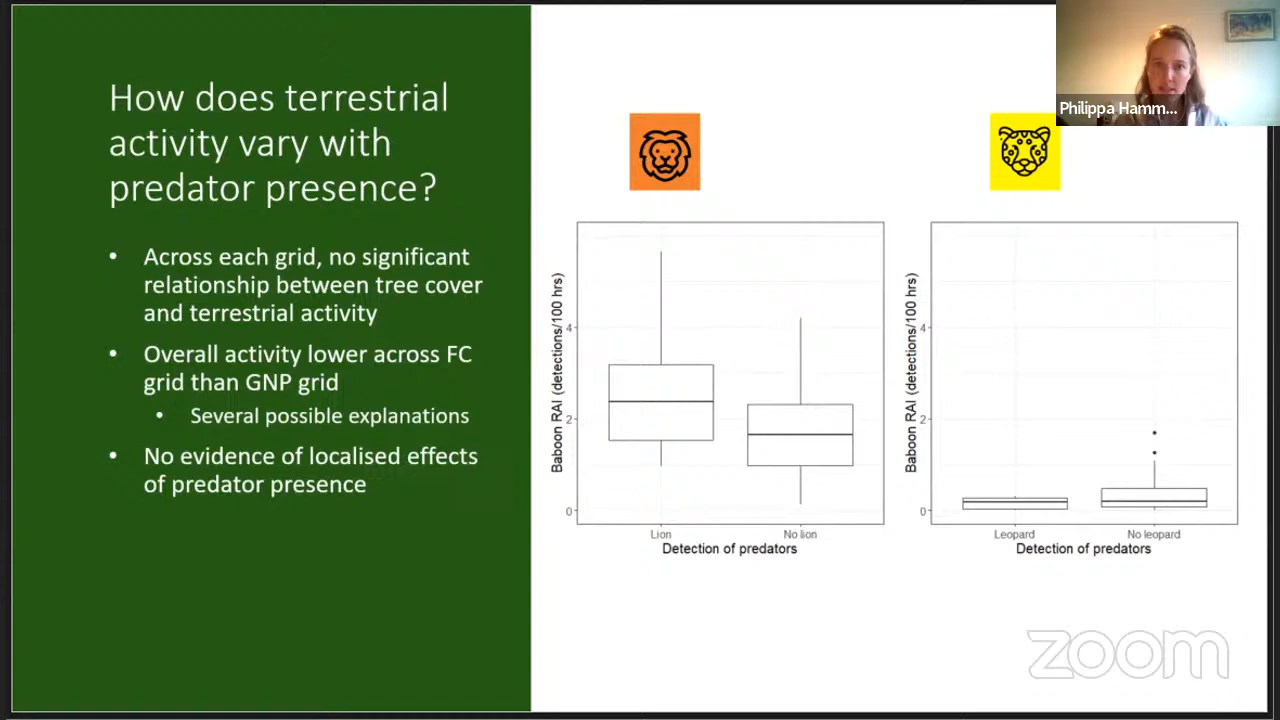 How does terrestrial
activity vary with
predator presence?
• Across each grid, no significant
relationship between tree cover
and terrestrial activity
• Overall activity lower across FC
grid than GNP grid
• Several possible explanations
• No evidence of localised effects
of predator presence
Baboon RAI (detections/100 hrs)
4
2
0
Lion No lion
Detection of predators
Baboon RAI (detections/100 hrs)
4
2
0
Leopard No leopard
Detection of predators
Philippa Hamm...
zoom